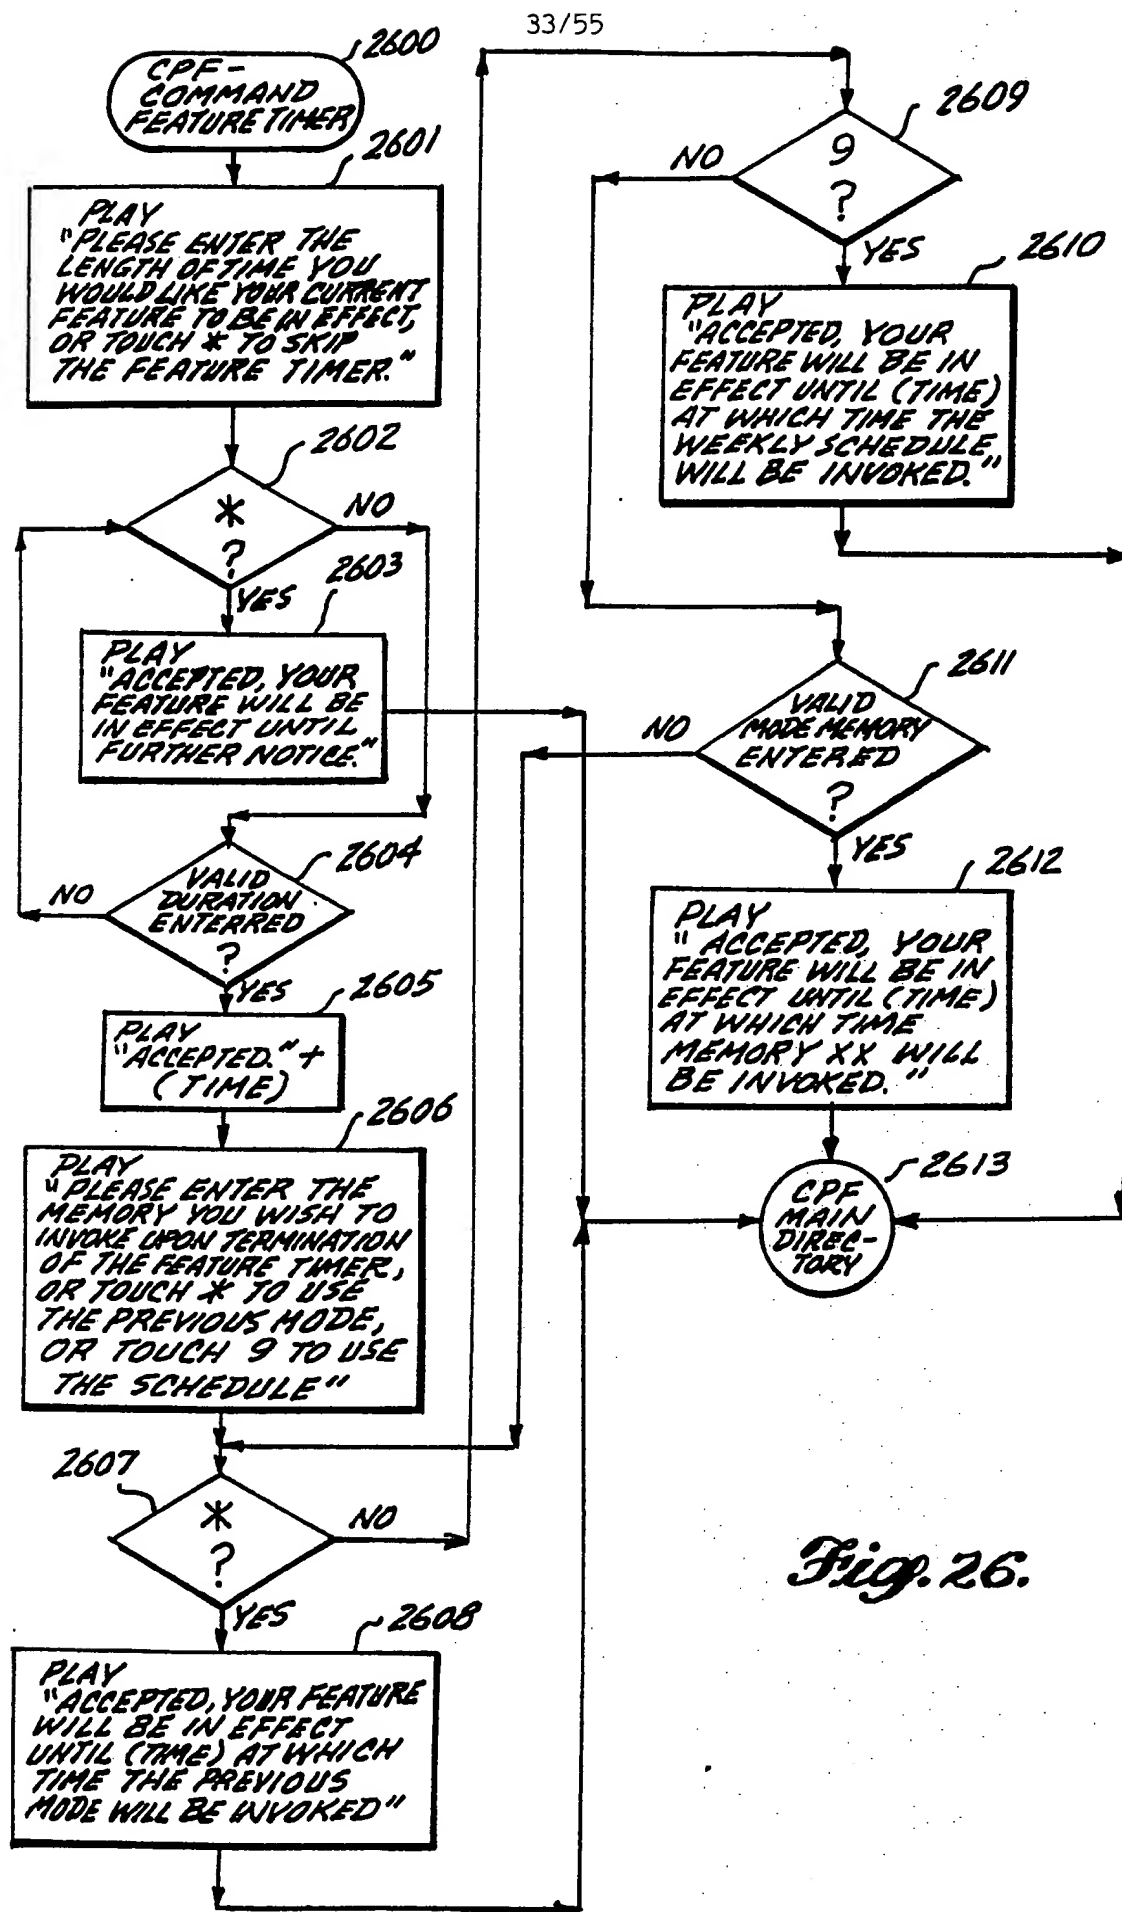 33/55
2600
CPF-
COMMAND
FEATURE TIMER
2601
PLAY
"PLEASE ENTER THE
LENGTH OF TIME YOU
WOULD LIKE YOUR CURRENT
FEATURE TO BE IN EFFECT,
OR TOUCH * TO SKIP
THE FEATURE TIMER."
2602
*
?
NO
YES
2603
PLAY
"ACCEPTED, YOUR
FEATURE WILL BE
IN EFFECT UNTIL
FURTHER NOTICE."
2604
VALID
DURATION
ENTERRED
?
NO
YES
2605
PLAY
"ACCEPTED." +
(TIME)
2606
PLAY
"PLEASE ENTER THE
MEMORY YOU WISH TO
INVOKE UPON TERMINATION
OF THE FEATURE TIMER,
OR TOUCH * TO USE
THE PREVIOUS MODE,
OR TOUCH 9 TO USE
THE SCHEDULE"
2607
*
?
NO
YES
2608
PLAY
"ACCEPTED, YOUR FEATURE
WILL BE IN EFFECT
UNTIL (TIME) AT WHICH
TIME THE PREVIOUS
MODE WILL BE INVOKED"
2609
9
?
NO
YES
2610
PLAY
"ACCEPTED, YOUR
FEATURE WILL BE IN
EFFECT UNTIL (TIME)
AT WHICH TIME THE
WEEKLY SCHEDULE
WILL BE INVOKED."
2611
VALID
MODE MEMORY
ENTERED
?
NO
YES
2612
PLAY
"ACCEPTED, YOUR
FEATURE WILL BE IN
EFFECT UNTIL (TIME)
AT WHICH TIME
MEMORY XX WILL
BE INVOKED."
2613
CPF
MAIN
DIREC-
TORY
Fig. 26.